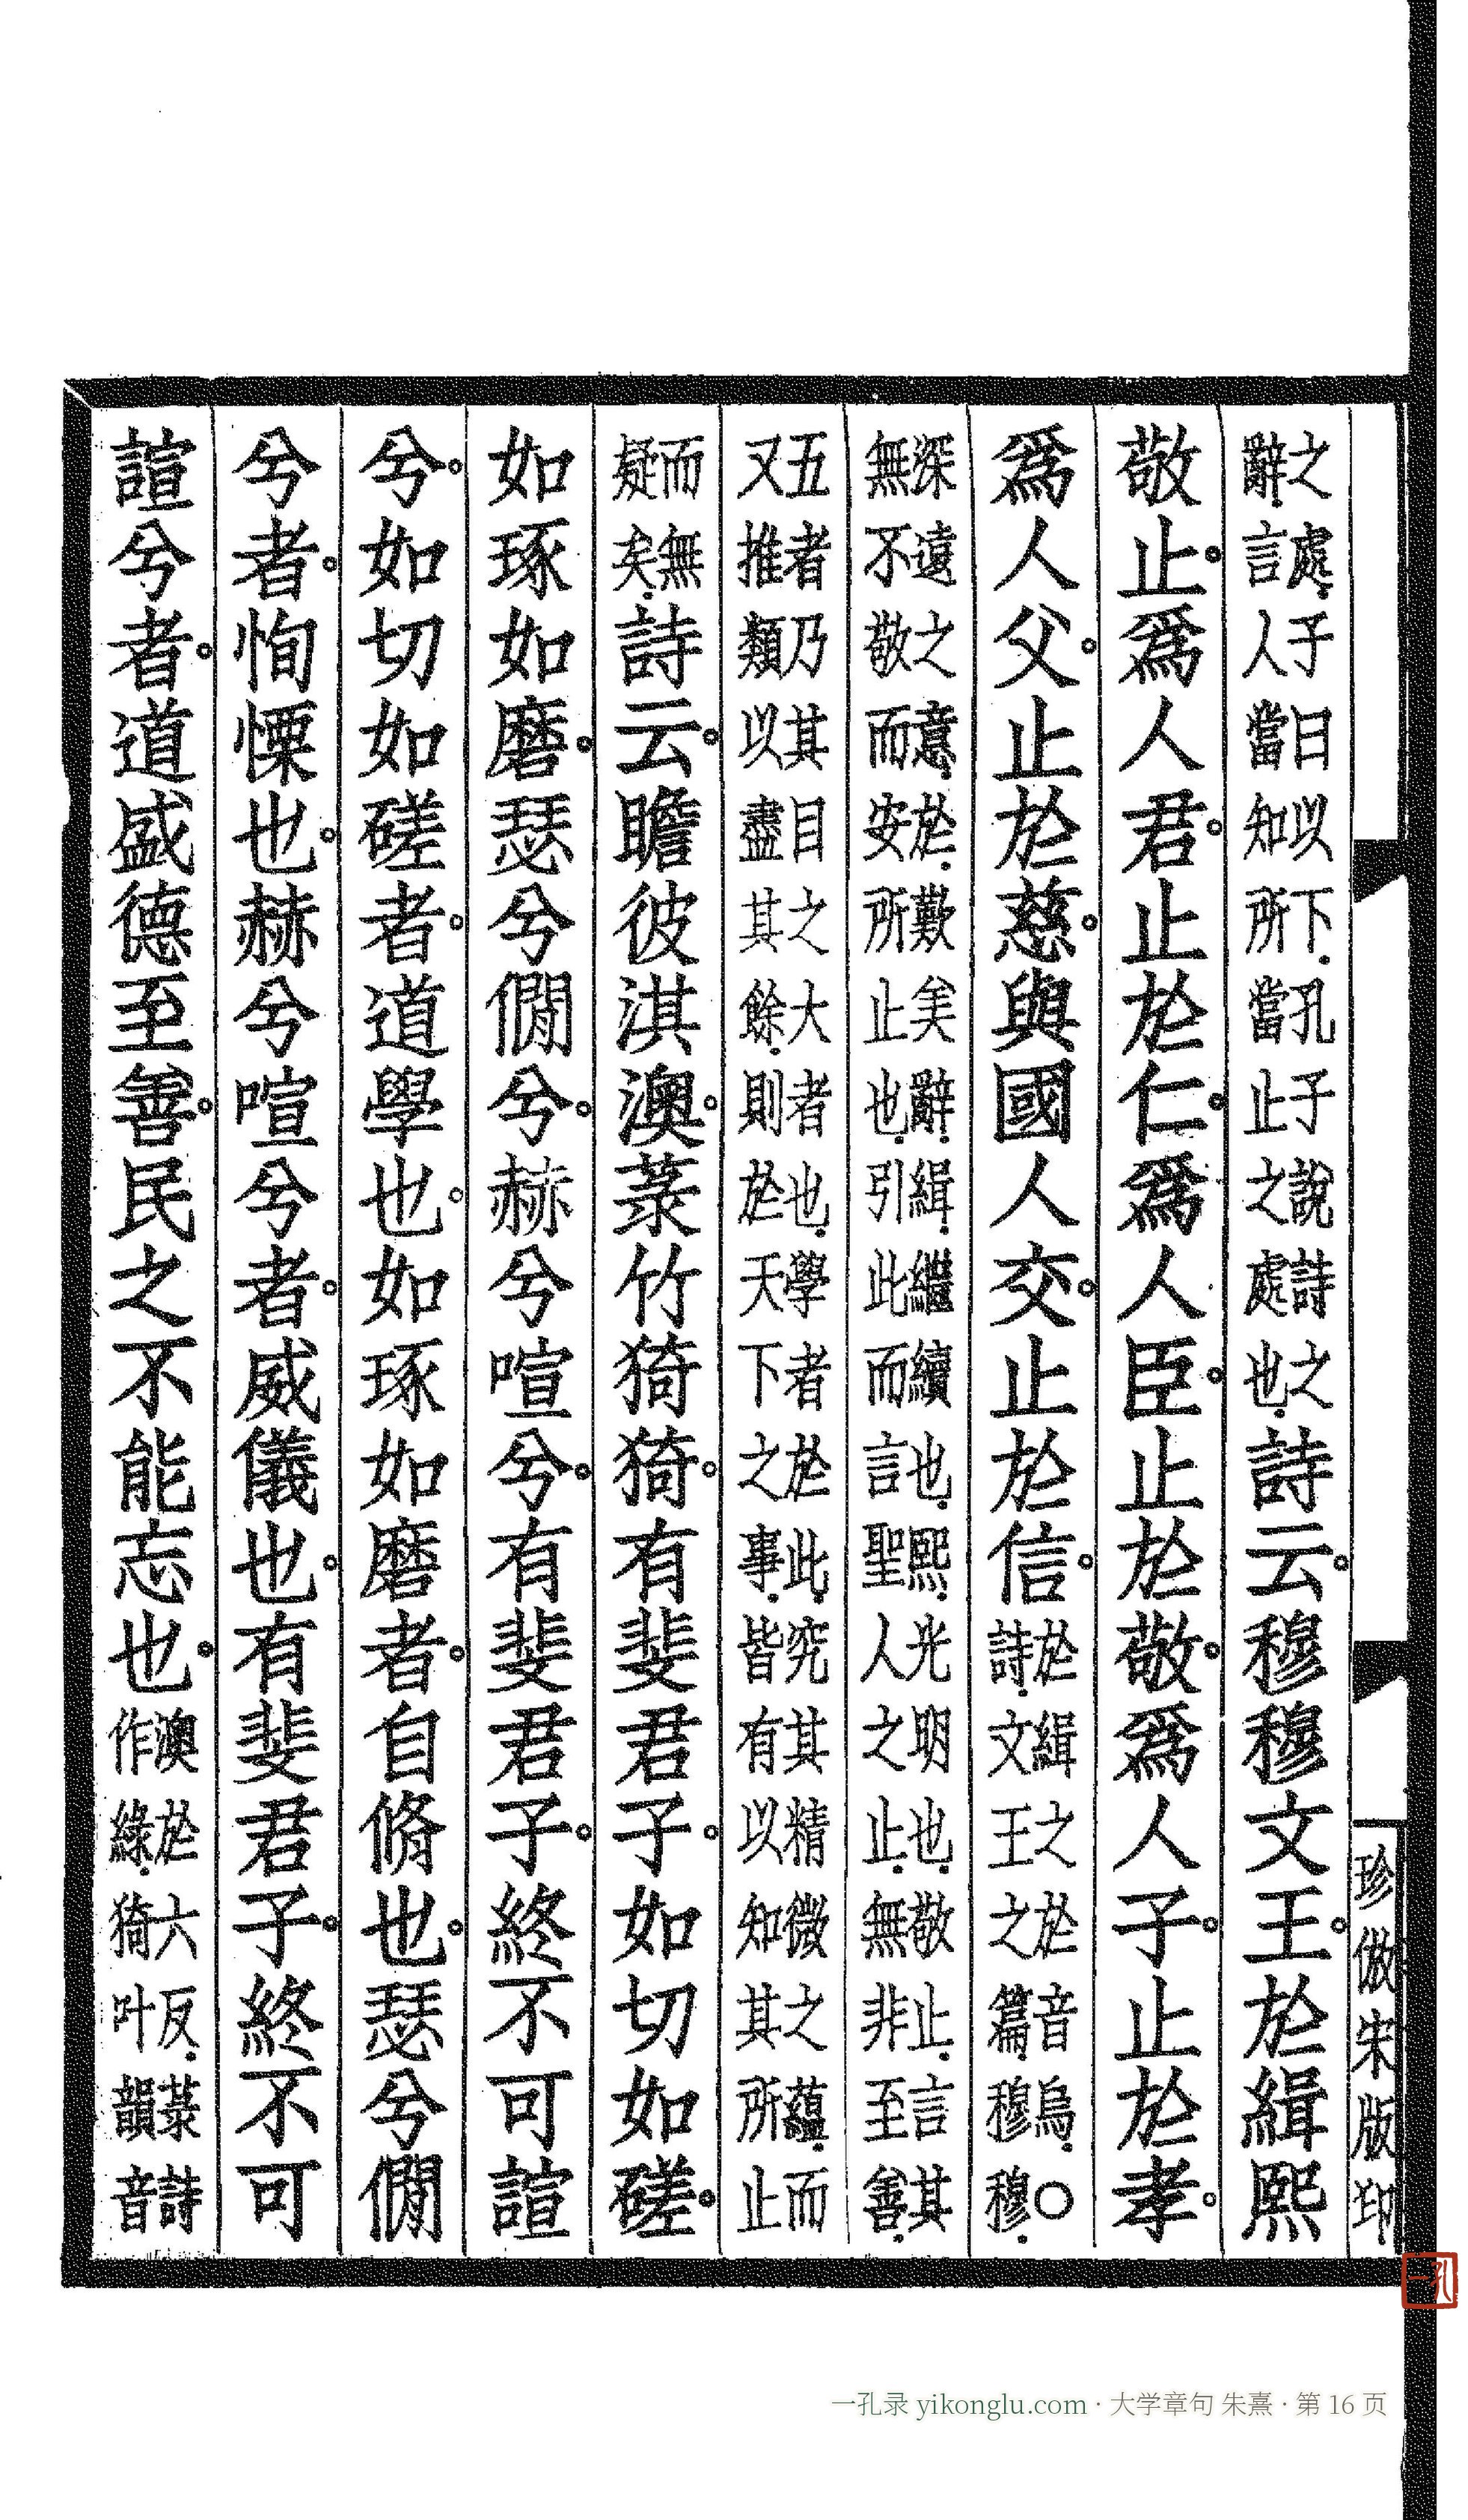 珍倣宋版印
之處．子曰以下．孔子說詩之辭．言人當知所當止之處也．詩云。穆穆文王。於緝熙
敬止。爲人君。止於仁。爲人臣。止於敬。爲人子。止於孝。
爲人父。止於慈。與國人交。止於信。於緝之於音烏．○詩．文王之篇．穆穆．
深遠之意．於．歎美辭．緝．繼續也．熙．光明也．敬止．言其無不敬而安所止也．引此而言聖人之止．無非至善．
五者乃其目之大者也．學者於此．究其精微之蘊．而又推類以盡其餘．則於天下之事．皆有以知其所止
而無疑矣．詩云。瞻彼淇澳。菉竹猗猗。有斐君子。如切如磋。
如琢如磨。瑟兮僩兮。赫兮喧兮。有斐君子。終不可諠
兮。如切如磋者。道學也。如琢如磨者。自脩也。瑟兮僩
兮者。恂慄也。赫兮喧兮者。威儀也。有斐君子。終不可
諠兮者。道盛德至善。民之不能忘也。澳於六反．菉詩作綠．猗叶韻音
一孔
一孔录 yikonglu.com · 大学章句 朱熹 · 第 16 页